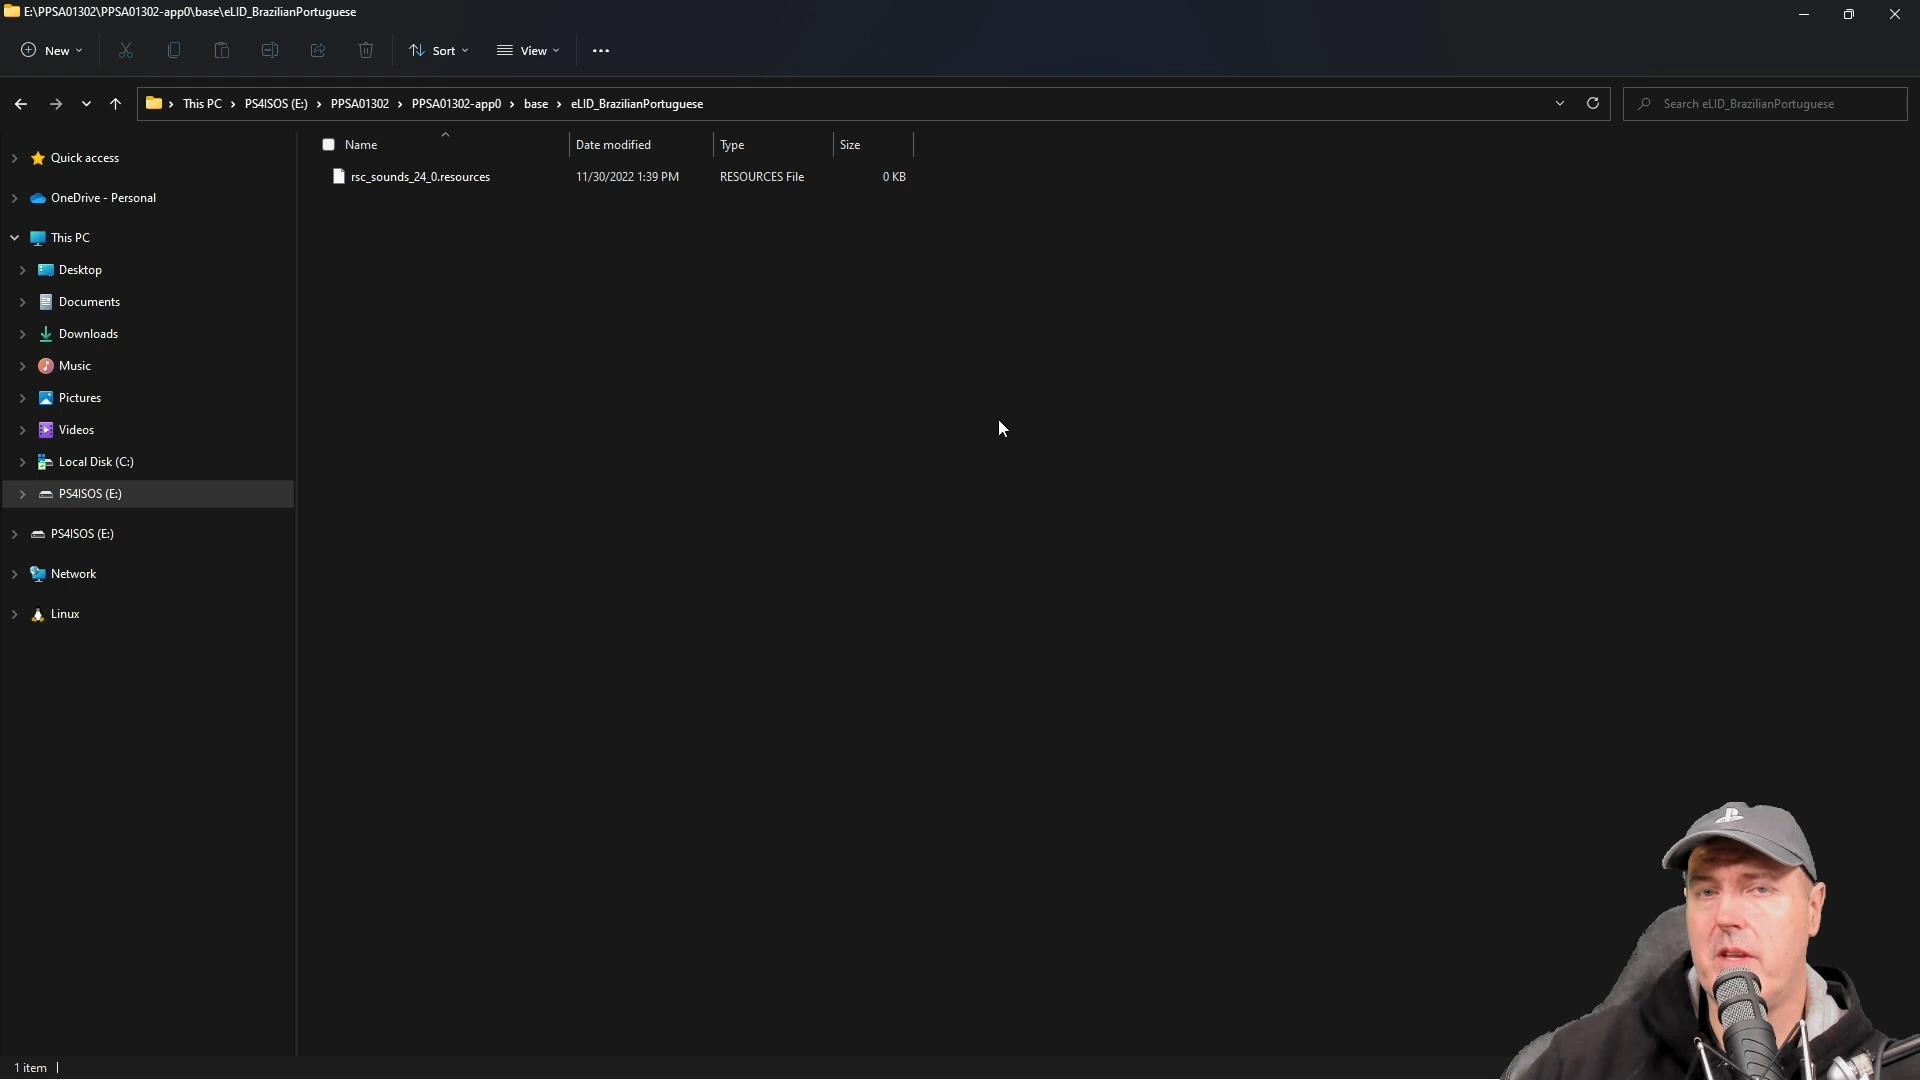 E:\PPSA01302\PPSA01302-app0\base\eLID_BrazilianPortuguese
New
Sort
View
This PC > PS4ISOS (E:) > PPSA01302 > PPSA01302-app0 > base > eLID_BrazilianPortuguese
Search eLID_BrazilianPortuguese
Name Date modified Type Size
rsc_sounds_24_0.resources 11/30/2022 1:39 PM RESOURCES File 0 KB
Quick access
OneDrive - Personal
This PC
Desktop
Documents
Downloads
Music
Pictures
Videos
Local Disk (C:)
PS4ISOS (E:)
PS4ISOS (E:)
Network
Linux
1 item